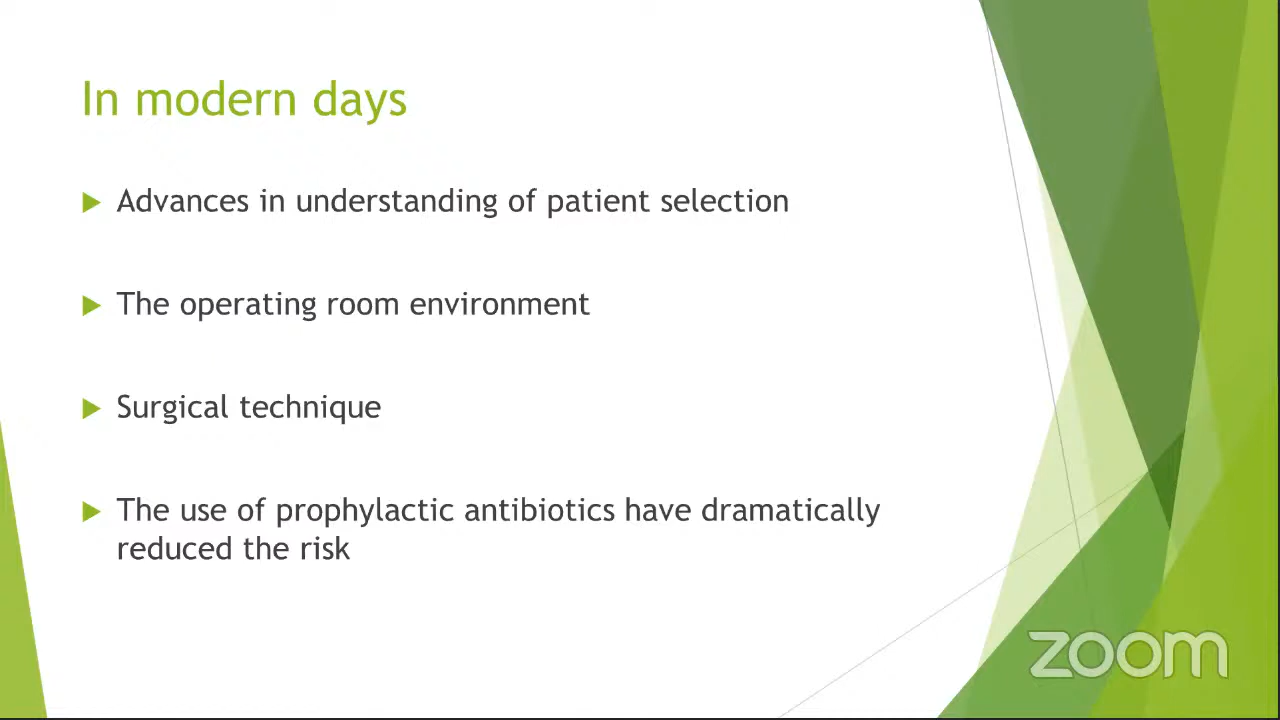 In modern days
Advances in understanding of patient selection
The operating room environment
Surgical technique
The use of prophylactic antibiotics have dramatically
reduced the risk
zoom